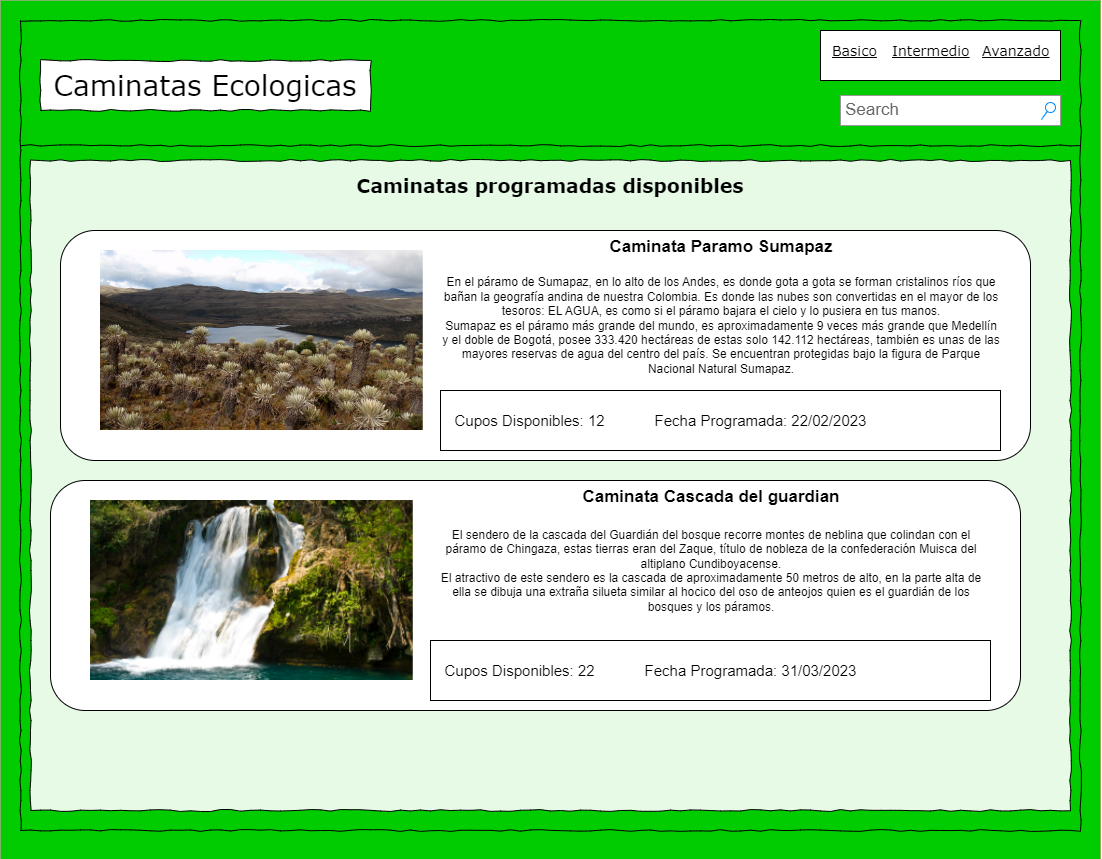 Basico Intermedio Avanzado
Caminatas Ecologicas
Search
Caminatas programadas disponibles
Caminata Paramo Sumapaz
En el páramo de Sumapaz, en lo alto de los Andes, es donde gota a gota se forman cristalinos ríos que
bañan la geografía andina de nuestra Colombia. Es donde las nubes son convertidas en el mayor de los
tesoros: EL AGUA, es como si el páramo bajara el cielo y lo pusiera en tus manos.
Sumapaz es el páramo más grande del mundo, es aproximadamente 9 veces más grande que Medellín
y el doble de Bogotá, posee 333.420 hectáreas de estas solo 142.112 hectáreas, también es unas de las
mayores reservas de agua del centro del país. Se encuentran protegidas bajo la figura de Parque
Nacional Natural Sumapaz.
Cupos Disponibles: 12 Fecha Programada: 22/02/2023
Caminata Cascada del guardian
El sendero de la cascada del Guardián del bosque recorre montes de neblina que colindan con el
páramo de Chingaza, estas tierras eran del Zaque, título de nobleza de la confederación Muisca del
altiplano Cundiboyacense.
El atractivo de este sendero es la cascada de aproximadamente 50 metros de alto, en la parte alta de
ella se dibuja una extraña silueta similar al hocico del oso de anteojos quien es el guardián de los
bosques y los páramos.
Cupos Disponibles: 22 Fecha Programada: 31/03/2023